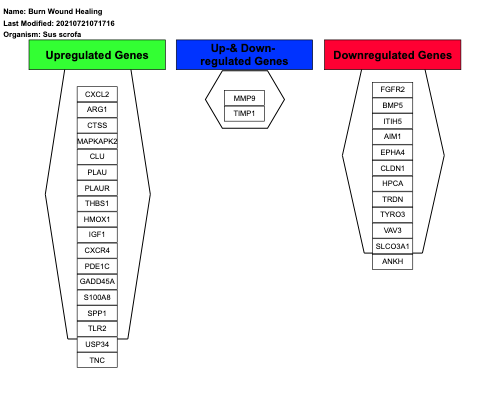 Name: Burn Wound Healing
Last Modified: 20210721071716
Organism: Sus scrofa
Upregulated Genes
CXCL2
ARG1
CTSS
MAPKAPK2
CLU
PLAU
PLAUR
THBS1
HMOX1
IGF1
CXCR4
PDE1C
GADD45A
S100A8
SPP1
TLR2
USP34
TNC
Up-& Down-
regulated Genes
MMP9
TIMP1
Downregulated Genes
FGFR2
BMP5
ITIH5
AIM1
EPHA4
CLDN1
HPCA
TRDN
TYRO3
VAV3
SLCO3A1
ANKH